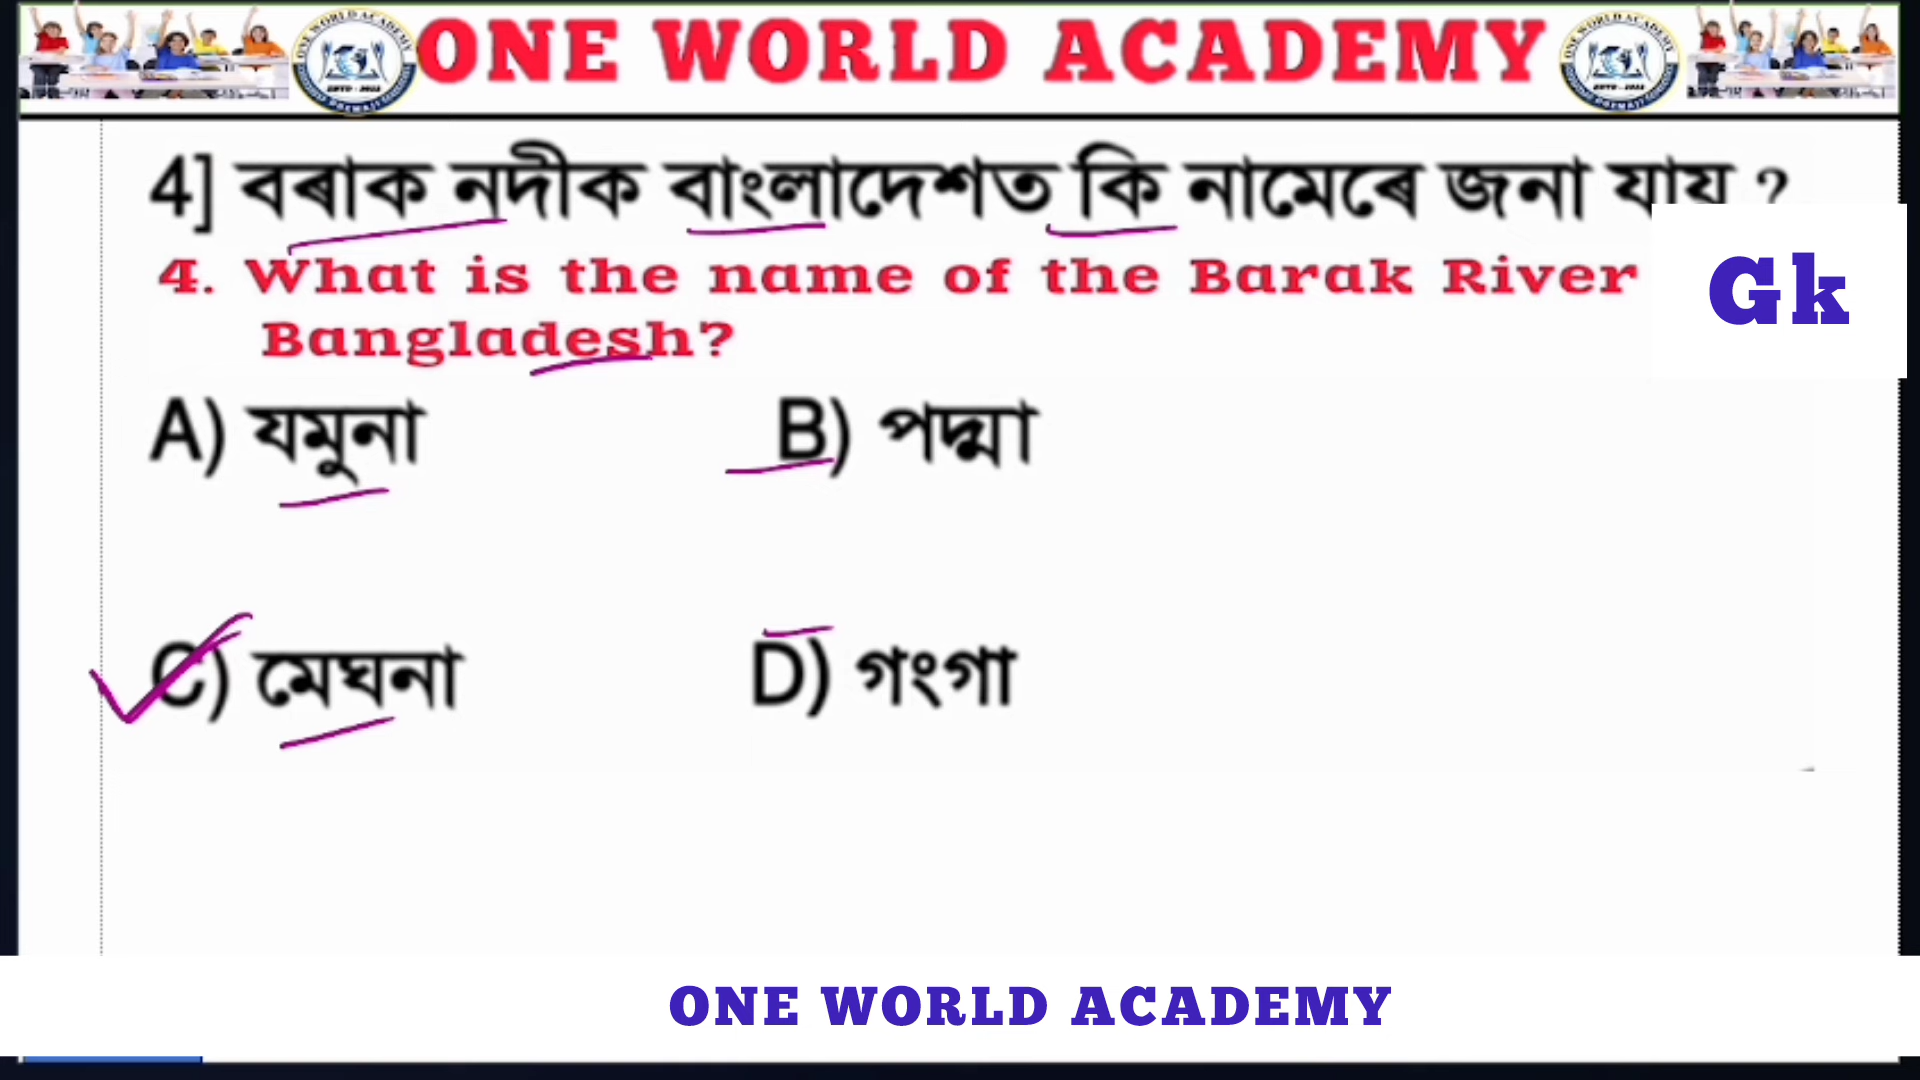 ONE WORLD ACADEMY
4] বৰাক নদীক বাংলাদেশত কি নামেৰে জনা যায় ?
4. What is the name of the Barak River
Bangladesh?
Gk
A) যমুনা
B) পদ্মা
C) মেঘনা
D) গংগা
ONE WORLD ACADEMY